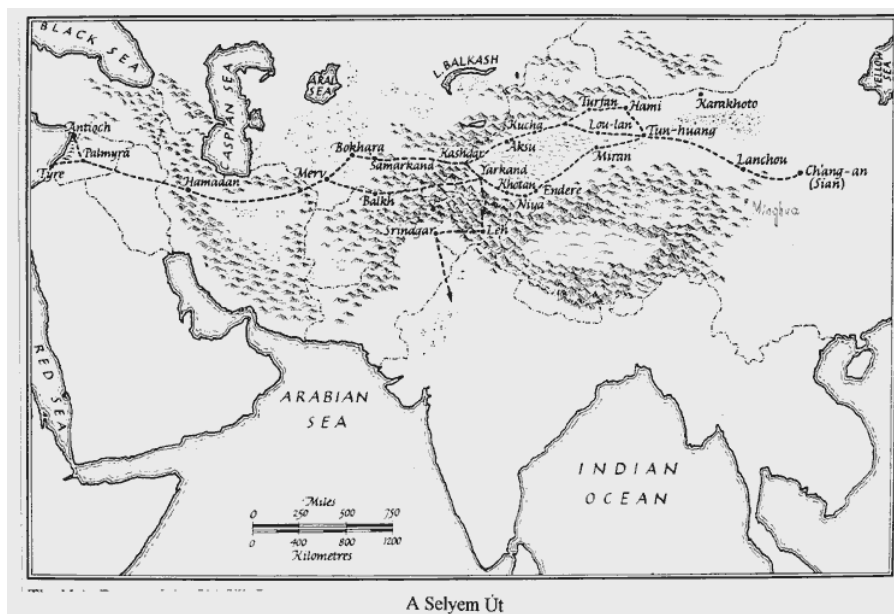 BLACK SEA
CASPIAN SEA
ARAL SEA
L. BALKASH
YELLOW SEA
Antioch
Tyre
Palmyra
Hamadan
Merv
Bokhara
Samarkand
Balkh
Kashgar
Yarkand
Srinagar
Leh
Kucha
Aksu
Khotan
Niya
Endere
Miran
Turfan
Hami
Lou-lan
Karakhoto
Tun-huang
Lanchou
Ch'ang-an
(Sian)
Minghua
RED SEA
ARABIAN
SEA
INDIAN
OCEAN
Miles
0 250 500 750
0 400 800 1200
Kilometres
A Selyem Út